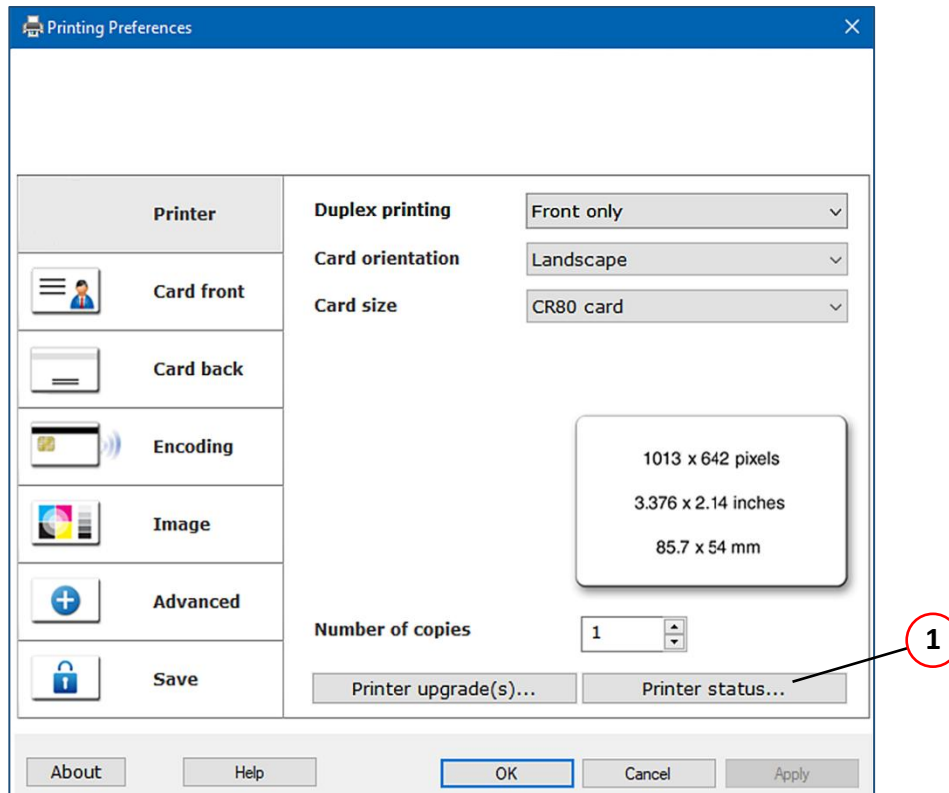 Printing Preferences
Printer
Duplex printing Front only
Card orientation Landscape
Card front
Card size CR80 card
Card back
Encoding
1013 x 642 pixels
3.376 x 2.14 inches
85.7 x 54 mm
Image
Advanced
Number of copies 1
1
Save
Printer upgrade(s)... Printer status...
About Help OK Cancel Apply